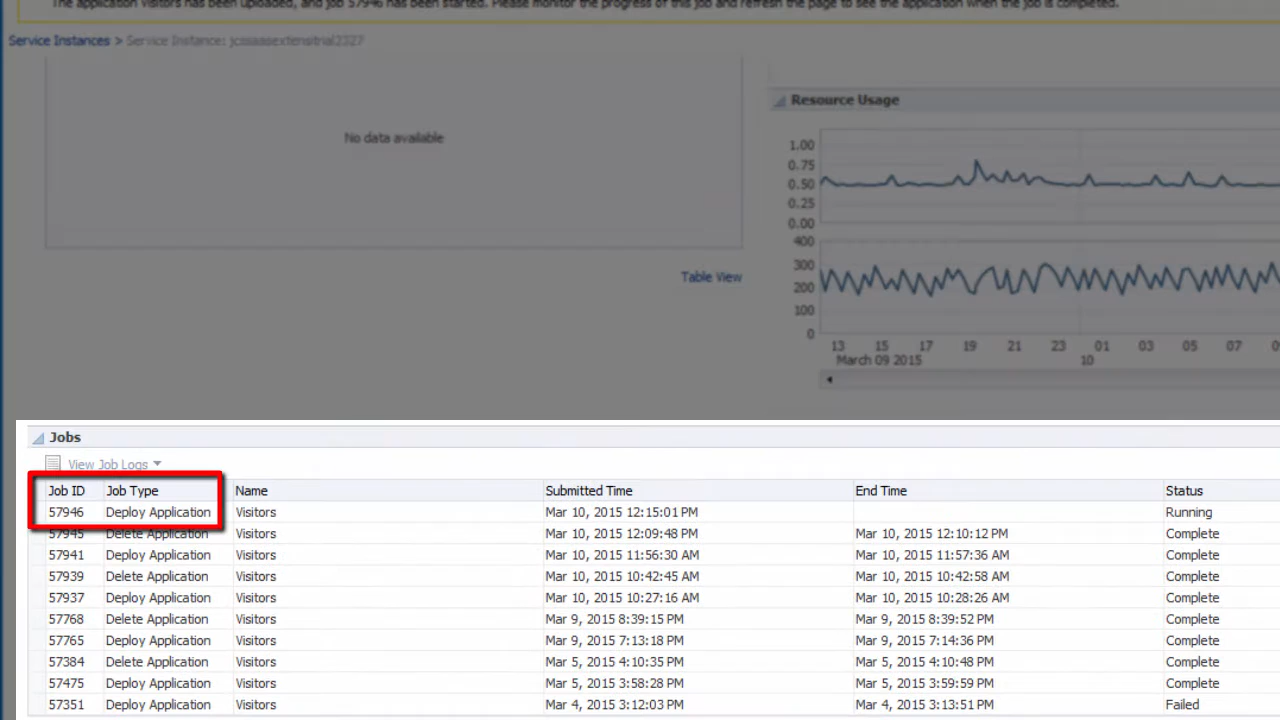 The application Visitors has been uploaded, and job 57946 has been started. Please monitor the progress of this job and refresh the page to see the application when the job is completed.
Service Instances > Service Instance: jcssaasextensitrial2327
No data available
Table View
Resource Usage
1.00
0.75
0.50
0.25
0.00
400
300
200
100
0
13 15 17 19 21 23 01 03 05 07
March 09 2015 10
Jobs
View Job Logs
Job ID Job Type Name Submitted Time End Time Status
57946 Deploy Application Visitors Mar 10, 2015 12:15:01 PM Running
57945 Delete Application Visitors Mar 10, 2015 12:09:48 PM Mar 10, 2015 12:10:12 PM Complete
57941 Deploy Application Visitors Mar 10, 2015 11:56:30 AM Mar 10, 2015 11:57:36 AM Complete
57939 Delete Application Visitors Mar 10, 2015 10:42:45 AM Mar 10, 2015 10:42:58 AM Complete
57937 Deploy Application Visitors Mar 10, 2015 10:27:16 AM Mar 10, 2015 10:28:26 AM Complete
57768 Delete Application Visitors Mar 9, 2015 8:39:15 PM Mar 9, 2015 8:39:52 PM Complete
57765 Deploy Application Visitors Mar 9, 2015 7:13:18 PM Mar 9, 2015 7:14:36 PM Complete
57384 Delete Application Visitors Mar 5, 2015 4:10:35 PM Mar 5, 2015 4:10:48 PM Complete
57475 Deploy Application Visitors Mar 5, 2015 3:58:28 PM Mar 5, 2015 3:59:59 PM Complete
57351 Deploy Application Visitors Mar 4, 2015 3:12:03 PM Mar 4, 2015 3:13:51 PM Failed